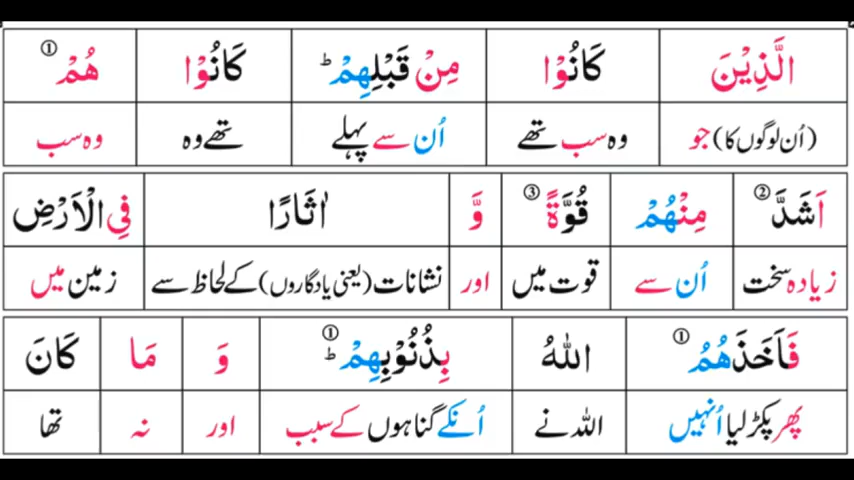 الَّذِيْنَ كَانُوْا مِنْ قَبْلِهِمْ ؕ كَانُوْا هُمْ ①
(اُن لوگوں کا) جو وہ سب تھے اُن سے پہلے تھے وہ وہ سب
اَشَدَّ ② مِنْهُمْ قُوَّةً ③ وَّ اٰثَارًا فِي الْاَرْضِ
زیادہ سخت اُن سے قوت میں اور نشانات (یعنی یادگاروں) کے لحاظ سے زمین میں
فَاَخَذَهُمُ ① اللهُ بِذُنُوْبِهِمْ ؕ ① وَ مَا كَانَ
پھر پکڑ لیا اُنہیں اللہ نے اُنکے گناہوں کے سبب اور نہ تھا